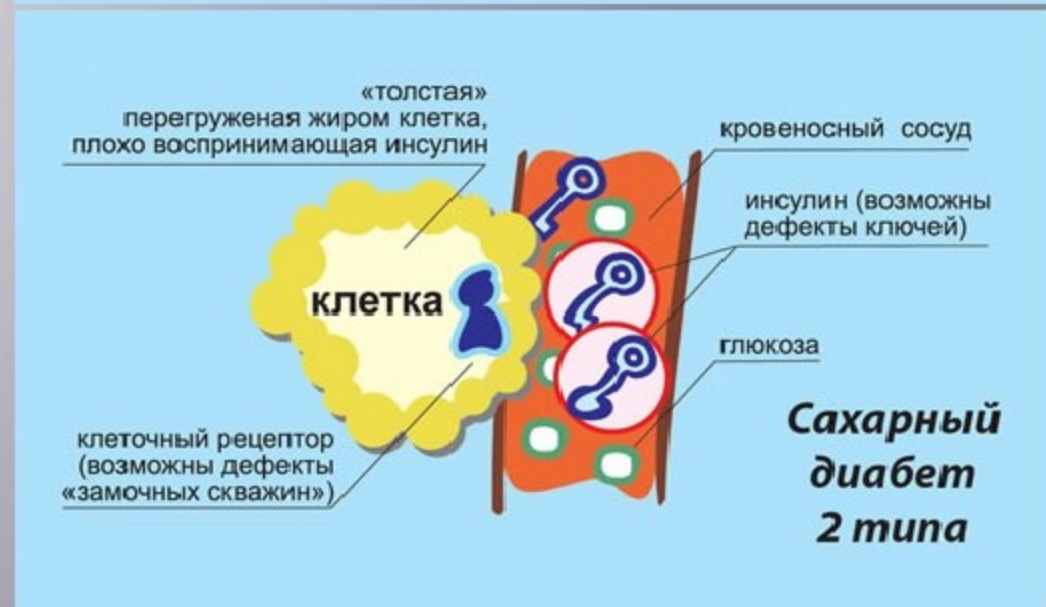 «толстая»
перегруженая жиром клетка,
плохо воспринимающая инсулин
кровеносный сосуд
инсулин (возможны
дефекты ключей)
клетка
глюкоза
клеточный рецептор
(возможны дефекты
«замочных скважин»)
Сахарный
диабет
2 типа